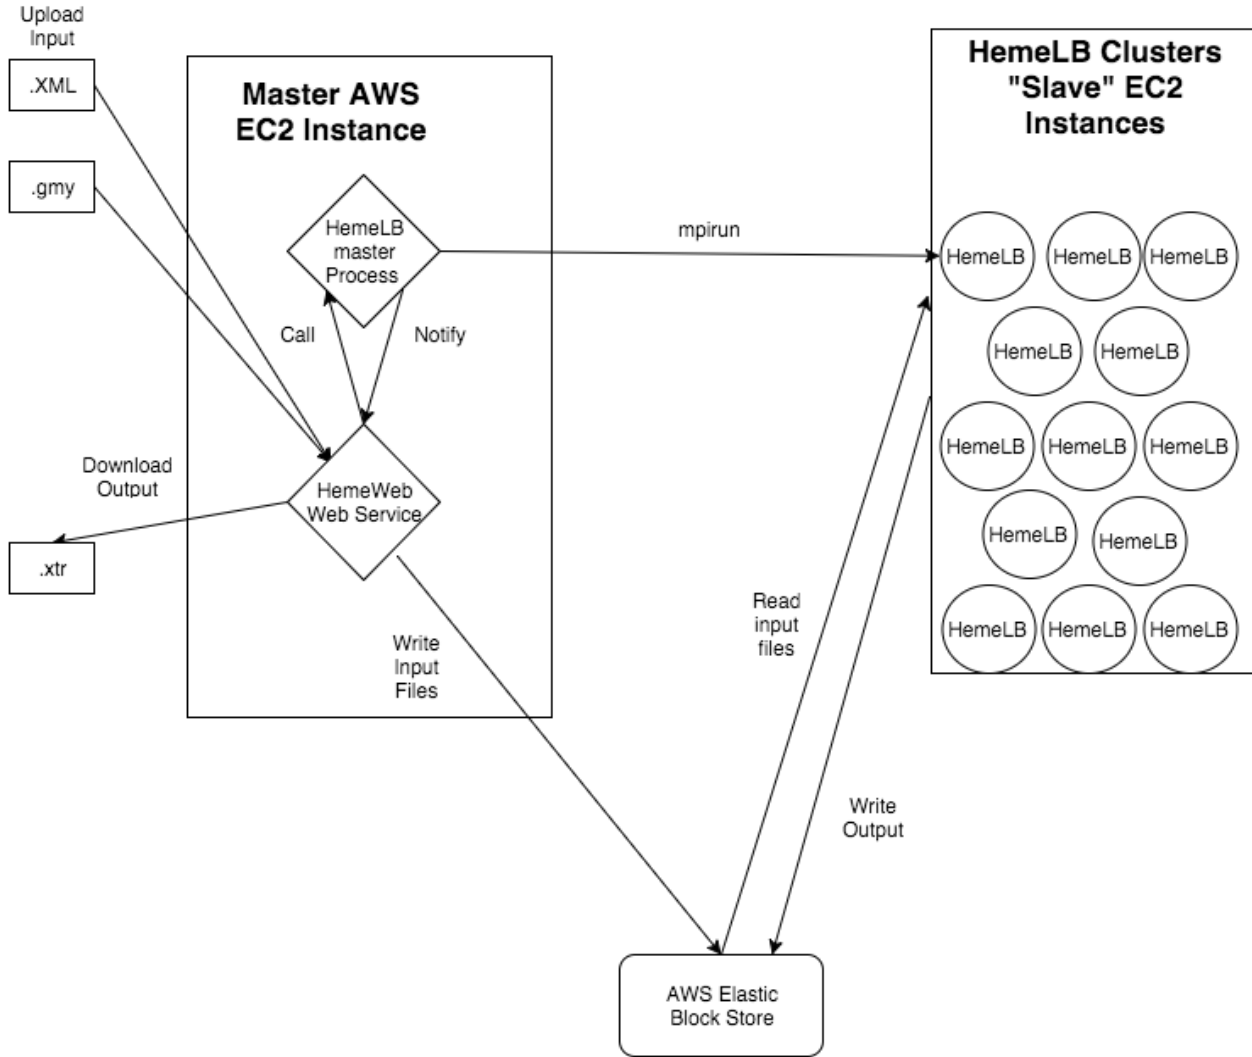 Upload
Input
.XML
.gmy
Master AWS
EC2 Instance
HemeLB
master
Process
Call
Notify
mpirun
HemeLB Clusters
"Slave" EC2
Instances
HemeLB
HemeLB
HemeLB
HemeLB
HemeLB
HemeLB
HemeLB
HemeLB
HemeLB
HemeLB
HemeLB
HemeLB
HemeLB
Download
Output
.xtr
HemeWeb
Web Service
Write
Input
Files
Read
input
files
Write
Output
AWS Elastic
Block Store